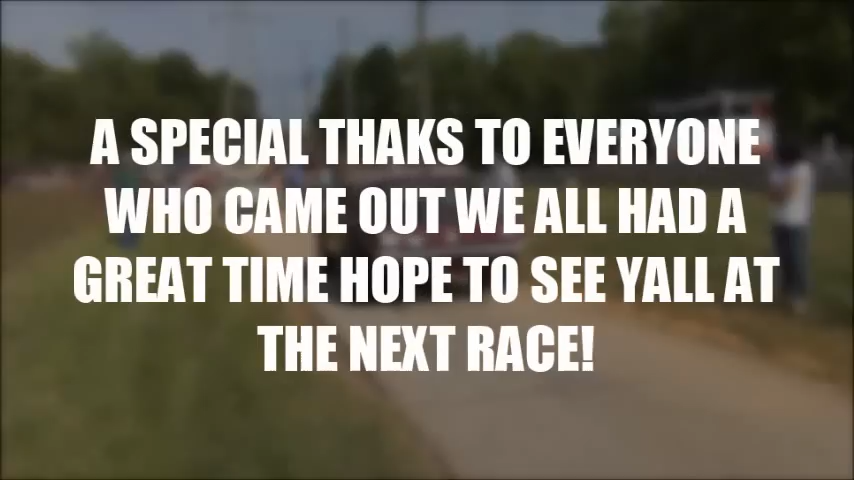 A SPECIAL THAKS TO EVERYONE
WHO CAME OUT WE ALL HAD A
GREAT TIME HOPE TO SEE YALL AT
THE NEXT RACE!